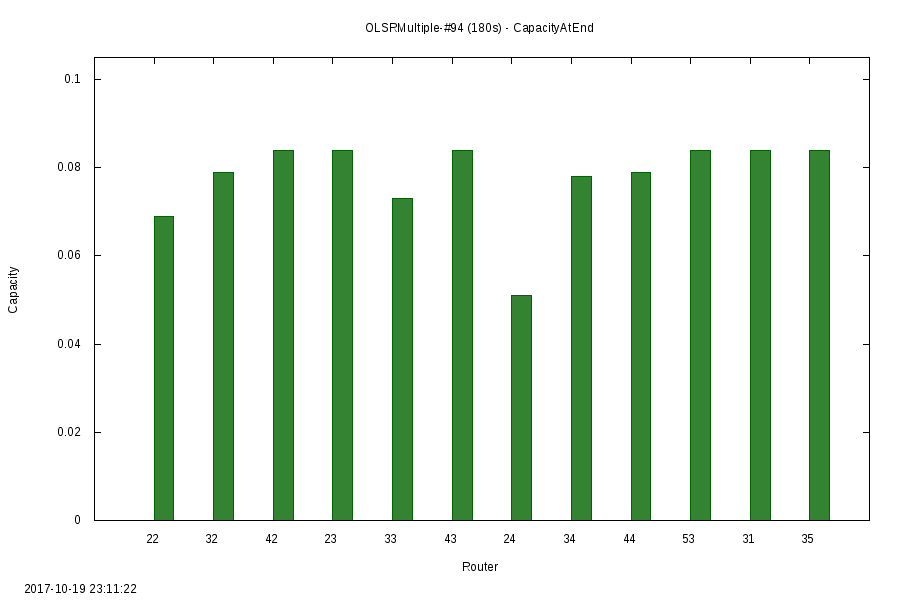 OLSRMultiple-#94 (180s) - CapacityAtEnd
0.1
0.08
0.06
0.04
0.02
0
Capacity
22 32 42 23 33 43 24 34 44 53 31 35
Router
2017-10-19 23:11:22